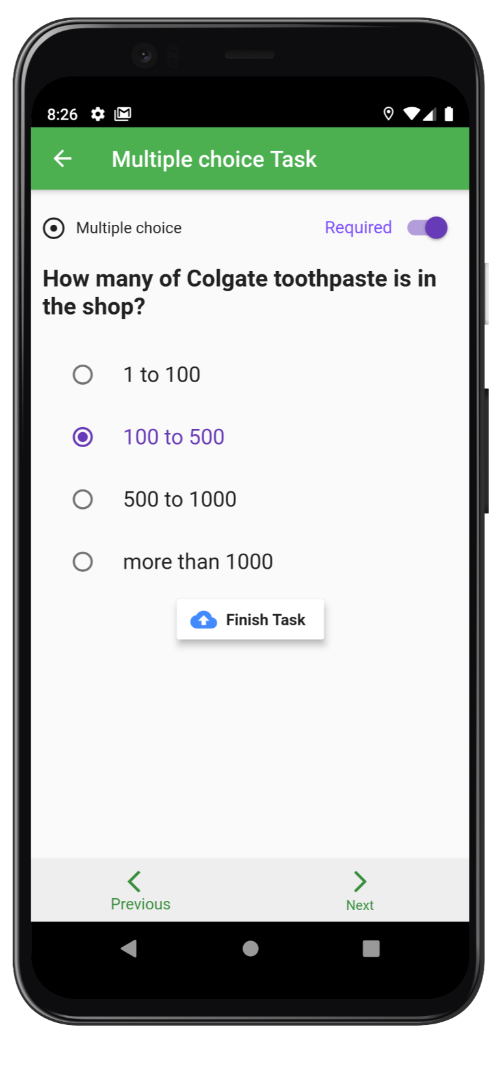 8:26
Multiple choice Task
Multiple choice Required
How many of Colgate toothpaste is in
the shop?
1 to 100
100 to 500
500 to 1000
more than 1000
Finish Task
Previous Next